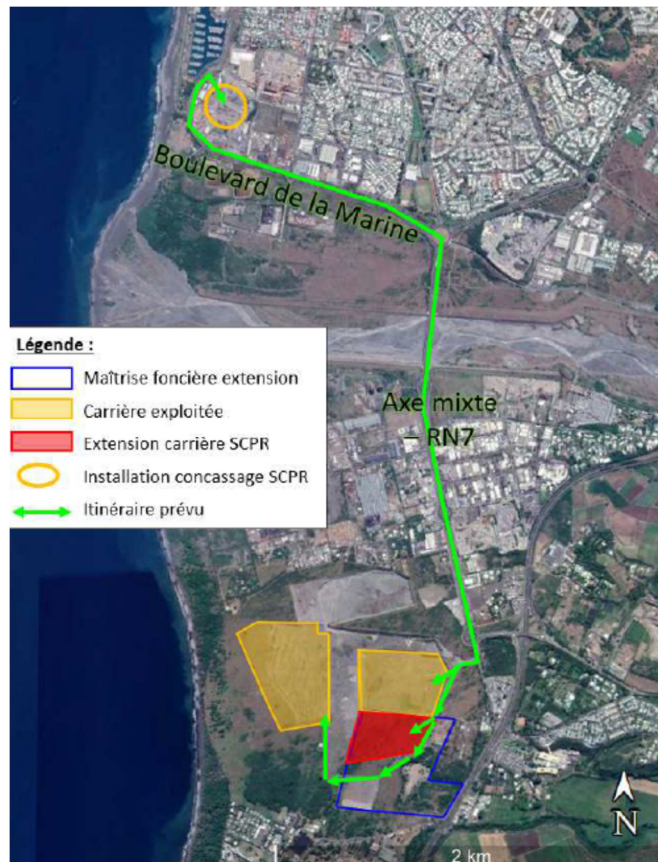 Boulevard de la Marine
Légende :
Maîtrise foncière extension
Carrière exploitée
Extension carrière SCPR
Installation concassage SCPR
Itinéraire prévu
Axe mixte
– RN7
N
1
2 km